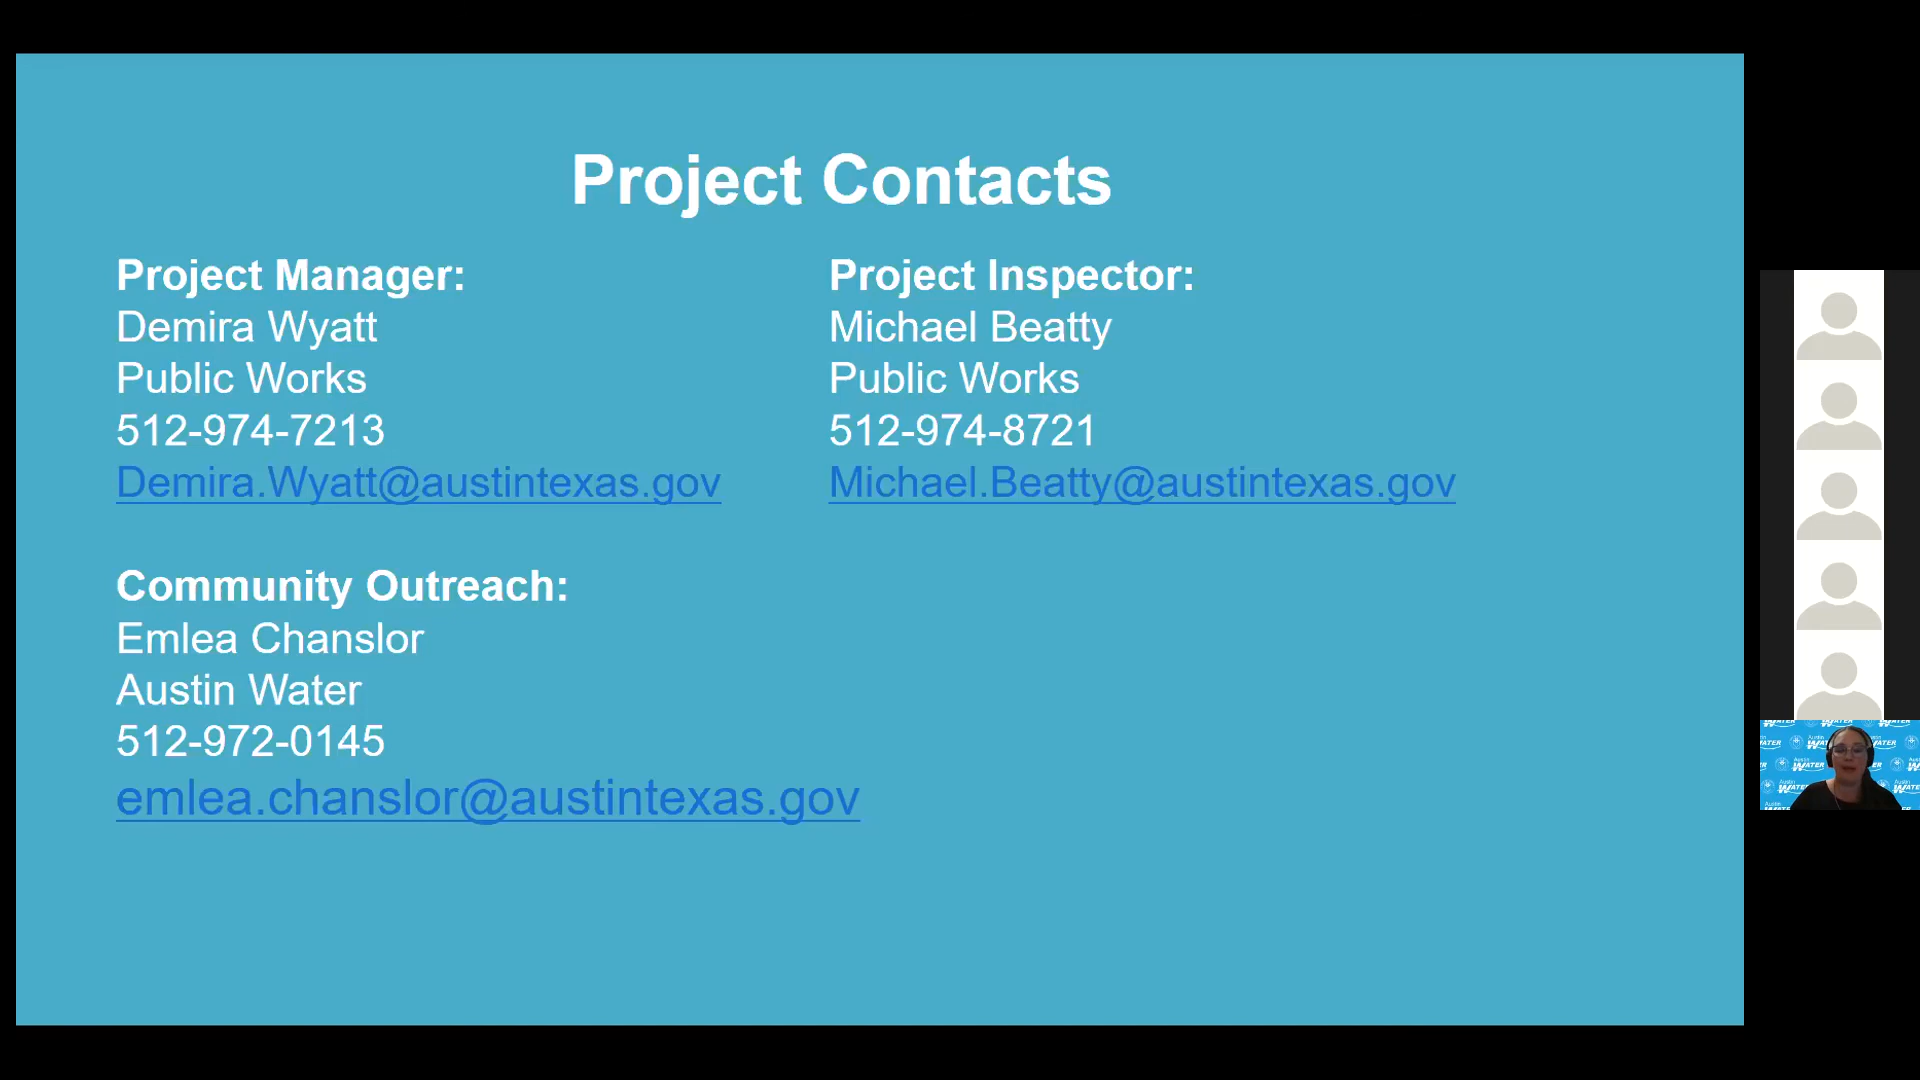 Project Contacts
Project Manager:
Demira Wyatt
Public Works
512-974-7213
Demira.Wyatt@austintexas.gov
Project Inspector:
Michael Beatty
Public Works
512-974-8721
Michael.Beatty@austintexas.gov
Community Outreach:
Emlea Chanslor
Austin Water
512-972-0145
emlea.chanslor@austintexas.gov